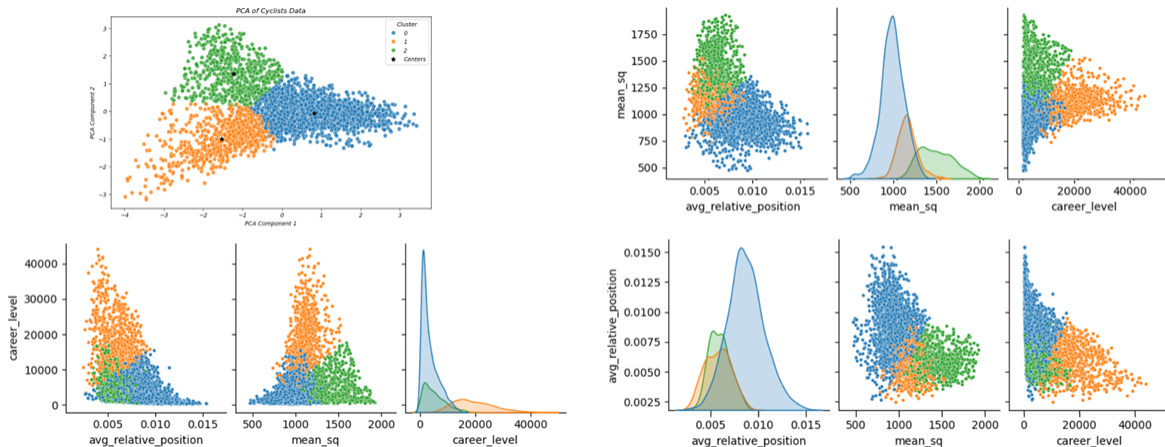 PCA of Cyclists Data
Cluster
0
1
2
Centers
PCA Component 2
3
2
1
0
−1
−2
−3
−4 −3 −2 −1 0 1 2 3
PCA Component 1
mean_sq
1750
1500
1250
1000
750
500
0.005 0.010 0.015
500 1000 1500 2000
0 20000 40000
avg_relative_position mean_sq career_level
career_level
40000
30000
20000
10000
0
0.005 0.010 0.015
500 1000 1500 2000
0 20000 40000
avg_relative_position mean_sq career_level
avg_relative_position
0.0150
0.0125
0.0100
0.0075
0.0050
0.0025
0.005 0.010 0.015
500 1000 1500 2000
0 20000 40000
avg_relative_position mean_sq career_level